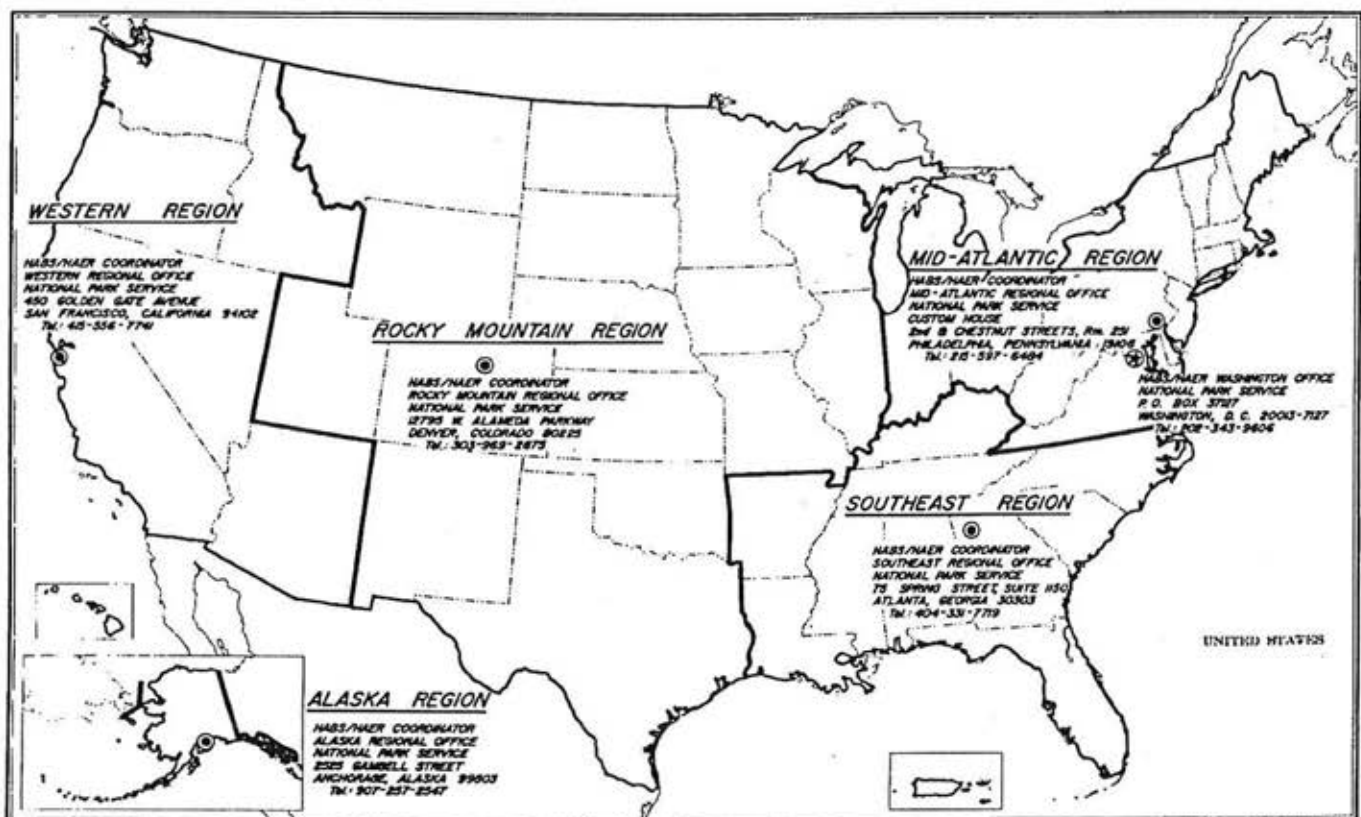 WESTERN REGION
HABS/HAER COORDINATOR
WESTERN REGIONAL OFFICE
NATIONAL PARK SERVICE
450 GOLDEN GATE AVENUE
SAN FRANCISCO, CALIFORNIA 94102
Tel.: 415-556-7741
ROCKY MOUNTAIN REGION
HABS/HAER COORDINATOR
ROCKY MOUNTAIN REGIONAL OFFICE
NATIONAL PARK SERVICE
12795 W. ALAMEDA PARKWAY
DENVER, COLORADO 80225
Tel.: 303-969-2875
MID-ATLANTIC REGION
HABS/HAER COORDINATOR
MID-ATLANTIC REGIONAL OFFICE
NATIONAL PARK SERVICE
CUSTOM HOUSE
2nd & CHESTNUT STREETS, Rm. 251
PHILADELPHIA, PENNSYLVANIA 19106
Tel.: 215-597-6484
HABS/HAER WASHINGTON OFFICE
NATIONAL PARK SERVICE
P.O. BOX 37127
WASHINGTON, D.C. 20013-7127
Tel.: 202-343-9606
SOUTHEAST REGION
HABS/HAER COORDINATOR
SOUTHEAST REGIONAL OFFICE
NATIONAL PARK SERVICE
75 SPRING STREET, SUITE 1150
ATLANTA, GEORGIA 30303
Tel.: 404-331-7719
UNITED STATES
ALASKA REGION
HABS/HAER COORDINATOR
ALASKA REGIONAL OFFICE
NATIONAL PARK SERVICE
2525 GAMBELL STREET
ANCHORAGE, ALASKA 99503
Tel.: 907-257-2547